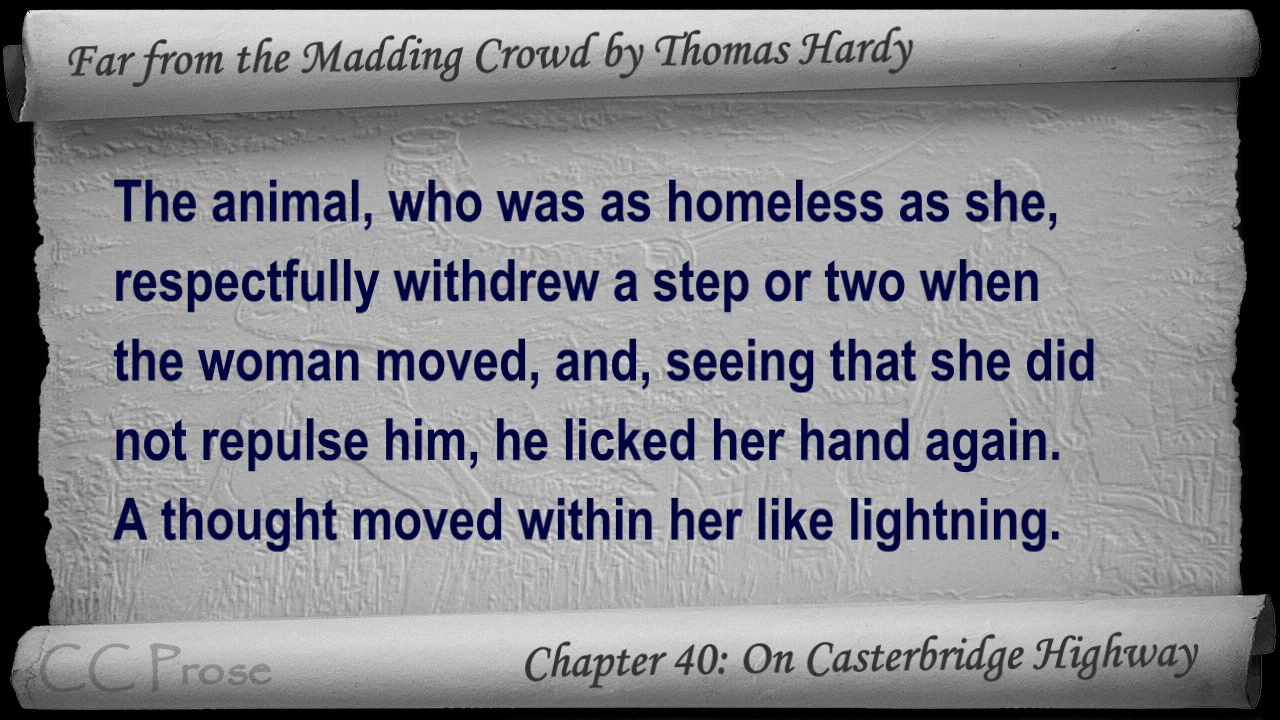 Far from the Madding Crowd by Thomas Hardy
The animal, who was as homeless as she,
respectfully withdrew a step or two when
the woman moved, and, seeing that she did
not repulse him, he licked her hand again.
A thought moved within her like lightning.
CC Prose
Chapter 40: On Casterbridge Highway